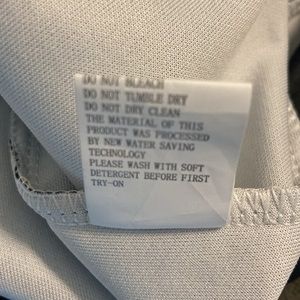 DO NOT BLEACH
DO NOT TUMBLE DRY
DO NOT DRY CLEAN
THE MATERIAL OF THIS
PRODUCT WAS PROCESSED
BY NEW WATER SAVING
TECHNOLOGY
PLEASE WASH WITH SOFT
DETERGENT BEFORE FIRST
TRY-ON